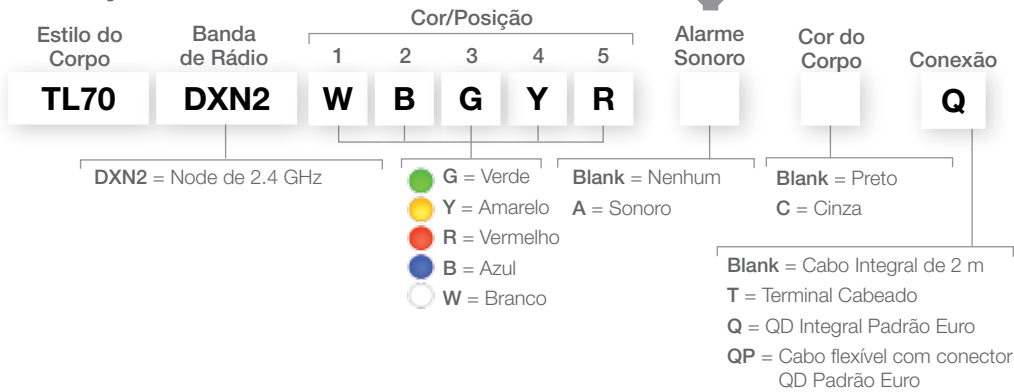 Cor/Posição
Estilo do Corpo
Banda de Rádio
1 2 3 4 5
Alarme Sonoro
Cor do Corpo
Conexão
TL70 DXN2 W B G Y R Q
DXN2 = Node de 2.4 GHz
G = Verde
Y = Amarelo
R = Vermelho
B = Azul
W = Branco
Blank = Nenhum
A = Sonoro
Blank = Preto
C = Cinza
Blank = Cabo Integral de 2 m
T = Terminal Cabeado
Q = QD Integral Padrão Euro
QP = Cabo flexível com conector
QD Padrão Euro